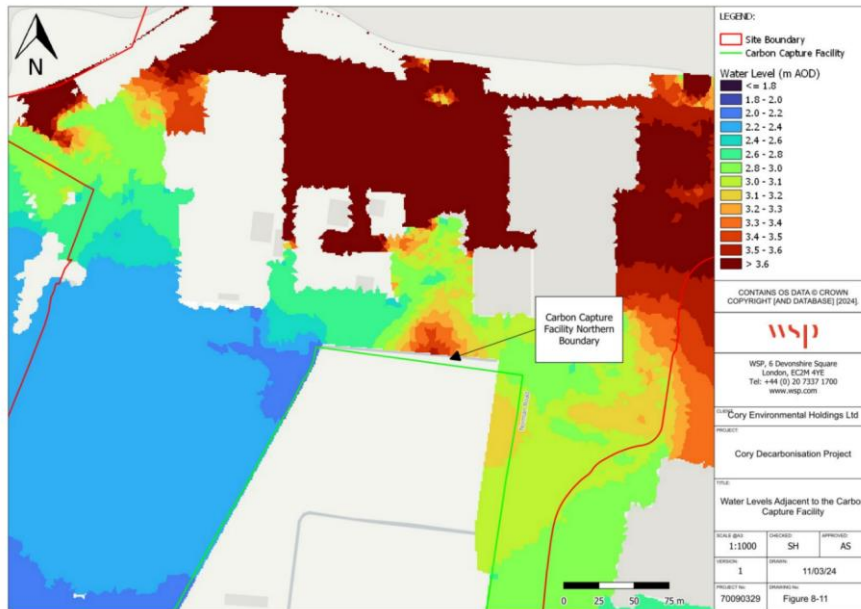 N
Carbon Capture
Facility Northern
Boundary
Norman Road
0 25 50 75 m
LEGEND:
Site Boundary
Carbon Capture Facility
Water Level (m AOD)
<= 1.8
1.8 - 2.0
2.0 - 2.2
2.2 - 2.4
2.4 - 2.6
2.6 - 2.8
2.8 - 3.0
3.0 - 3.1
3.1 - 3.2
3.2 - 3.3
3.3 - 3.4
3.4 - 3.5
3.5 - 3.6
> 3.6
CONTAINS OS DATA © CROWN
COPYRIGHT [AND DATABASE] [2024].
wsp
WSP, 6 Devonshire Square
London, EC2M 4YE
Tel: +44 (0) 20 7337 1700
www.wsp.com
CLIENT:
Cory Environmental Holdings Ltd
PROJECT:
Cory Decarbonisation Project
TITLE:
Water Levels Adjacent to the Carbo
Capture Facility
SCALE @A3: CHECKED: APPROVED:
1:1000 SH AS
VERSION: DRAWN:
1 11/03/24
PROJECT No: DRAWING No:
70090329 Figure 8-11